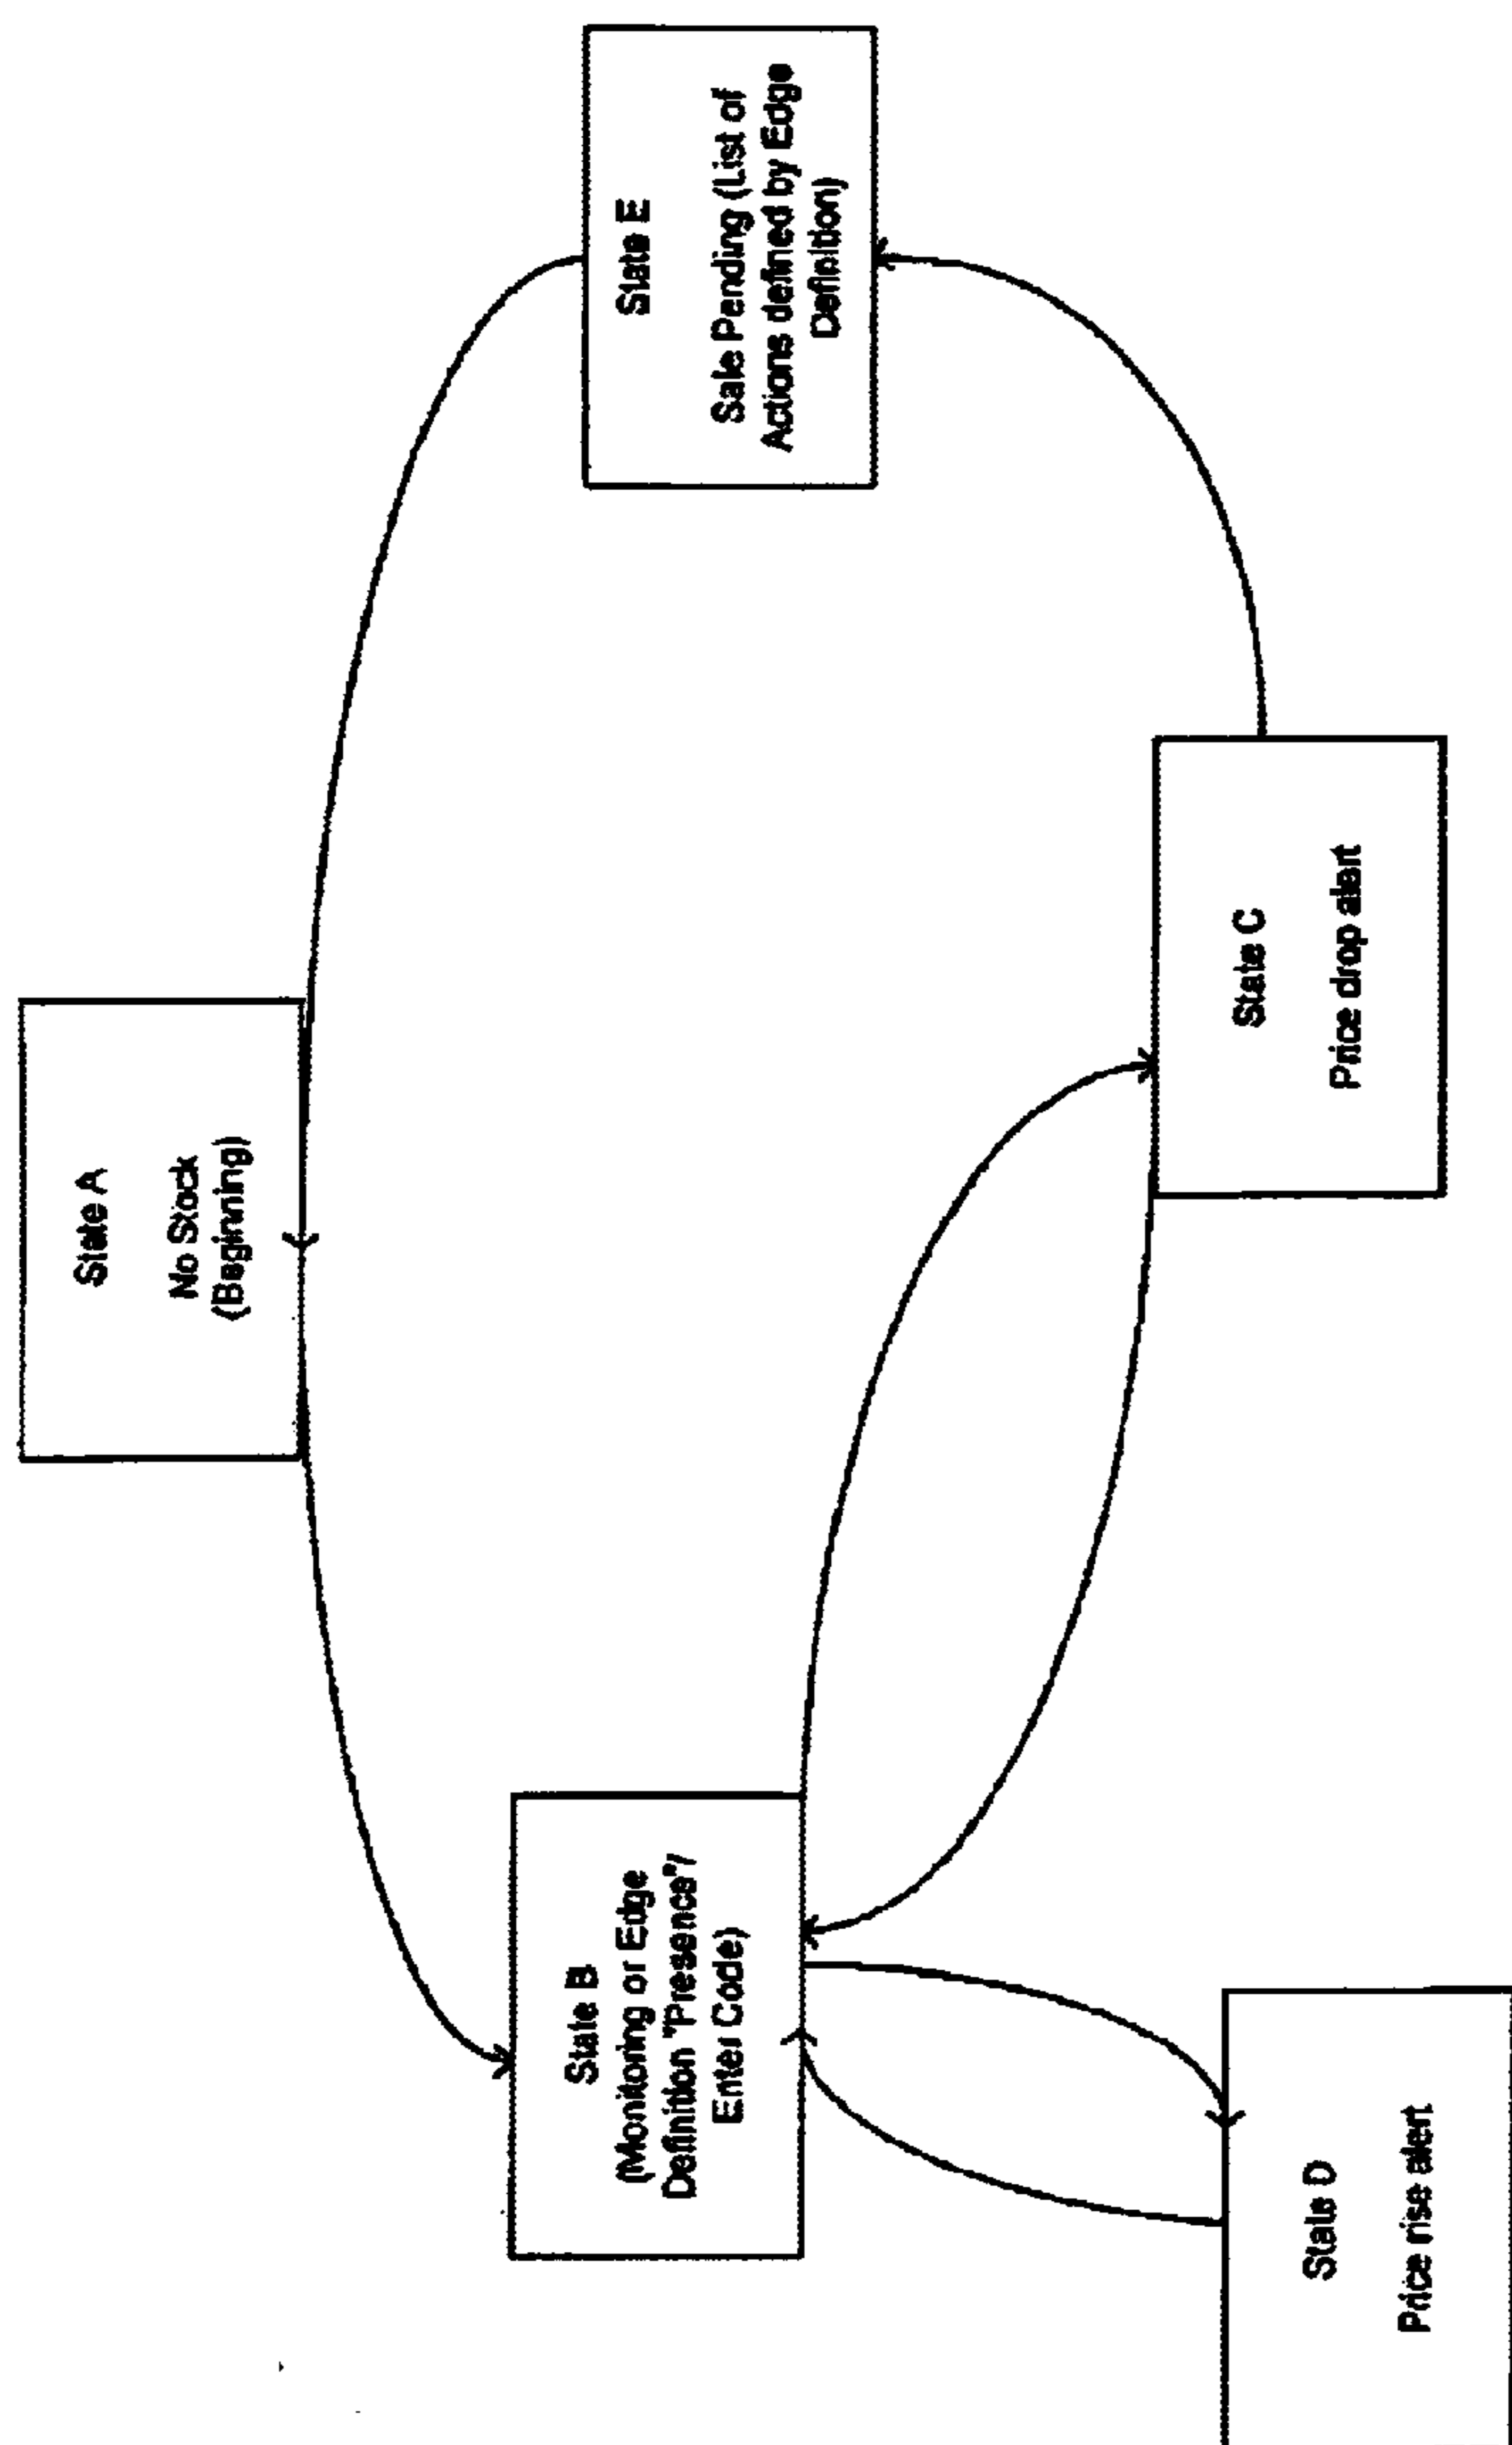 State A
No Stock
(Beginning)
State B
(Monitoring or Edge
Definition "Presence"/
Enter Code)
State E
Sale Pending (List of
Actions defined by Edge
Definition)
State C
Price drop alert
State D
Price rise alert